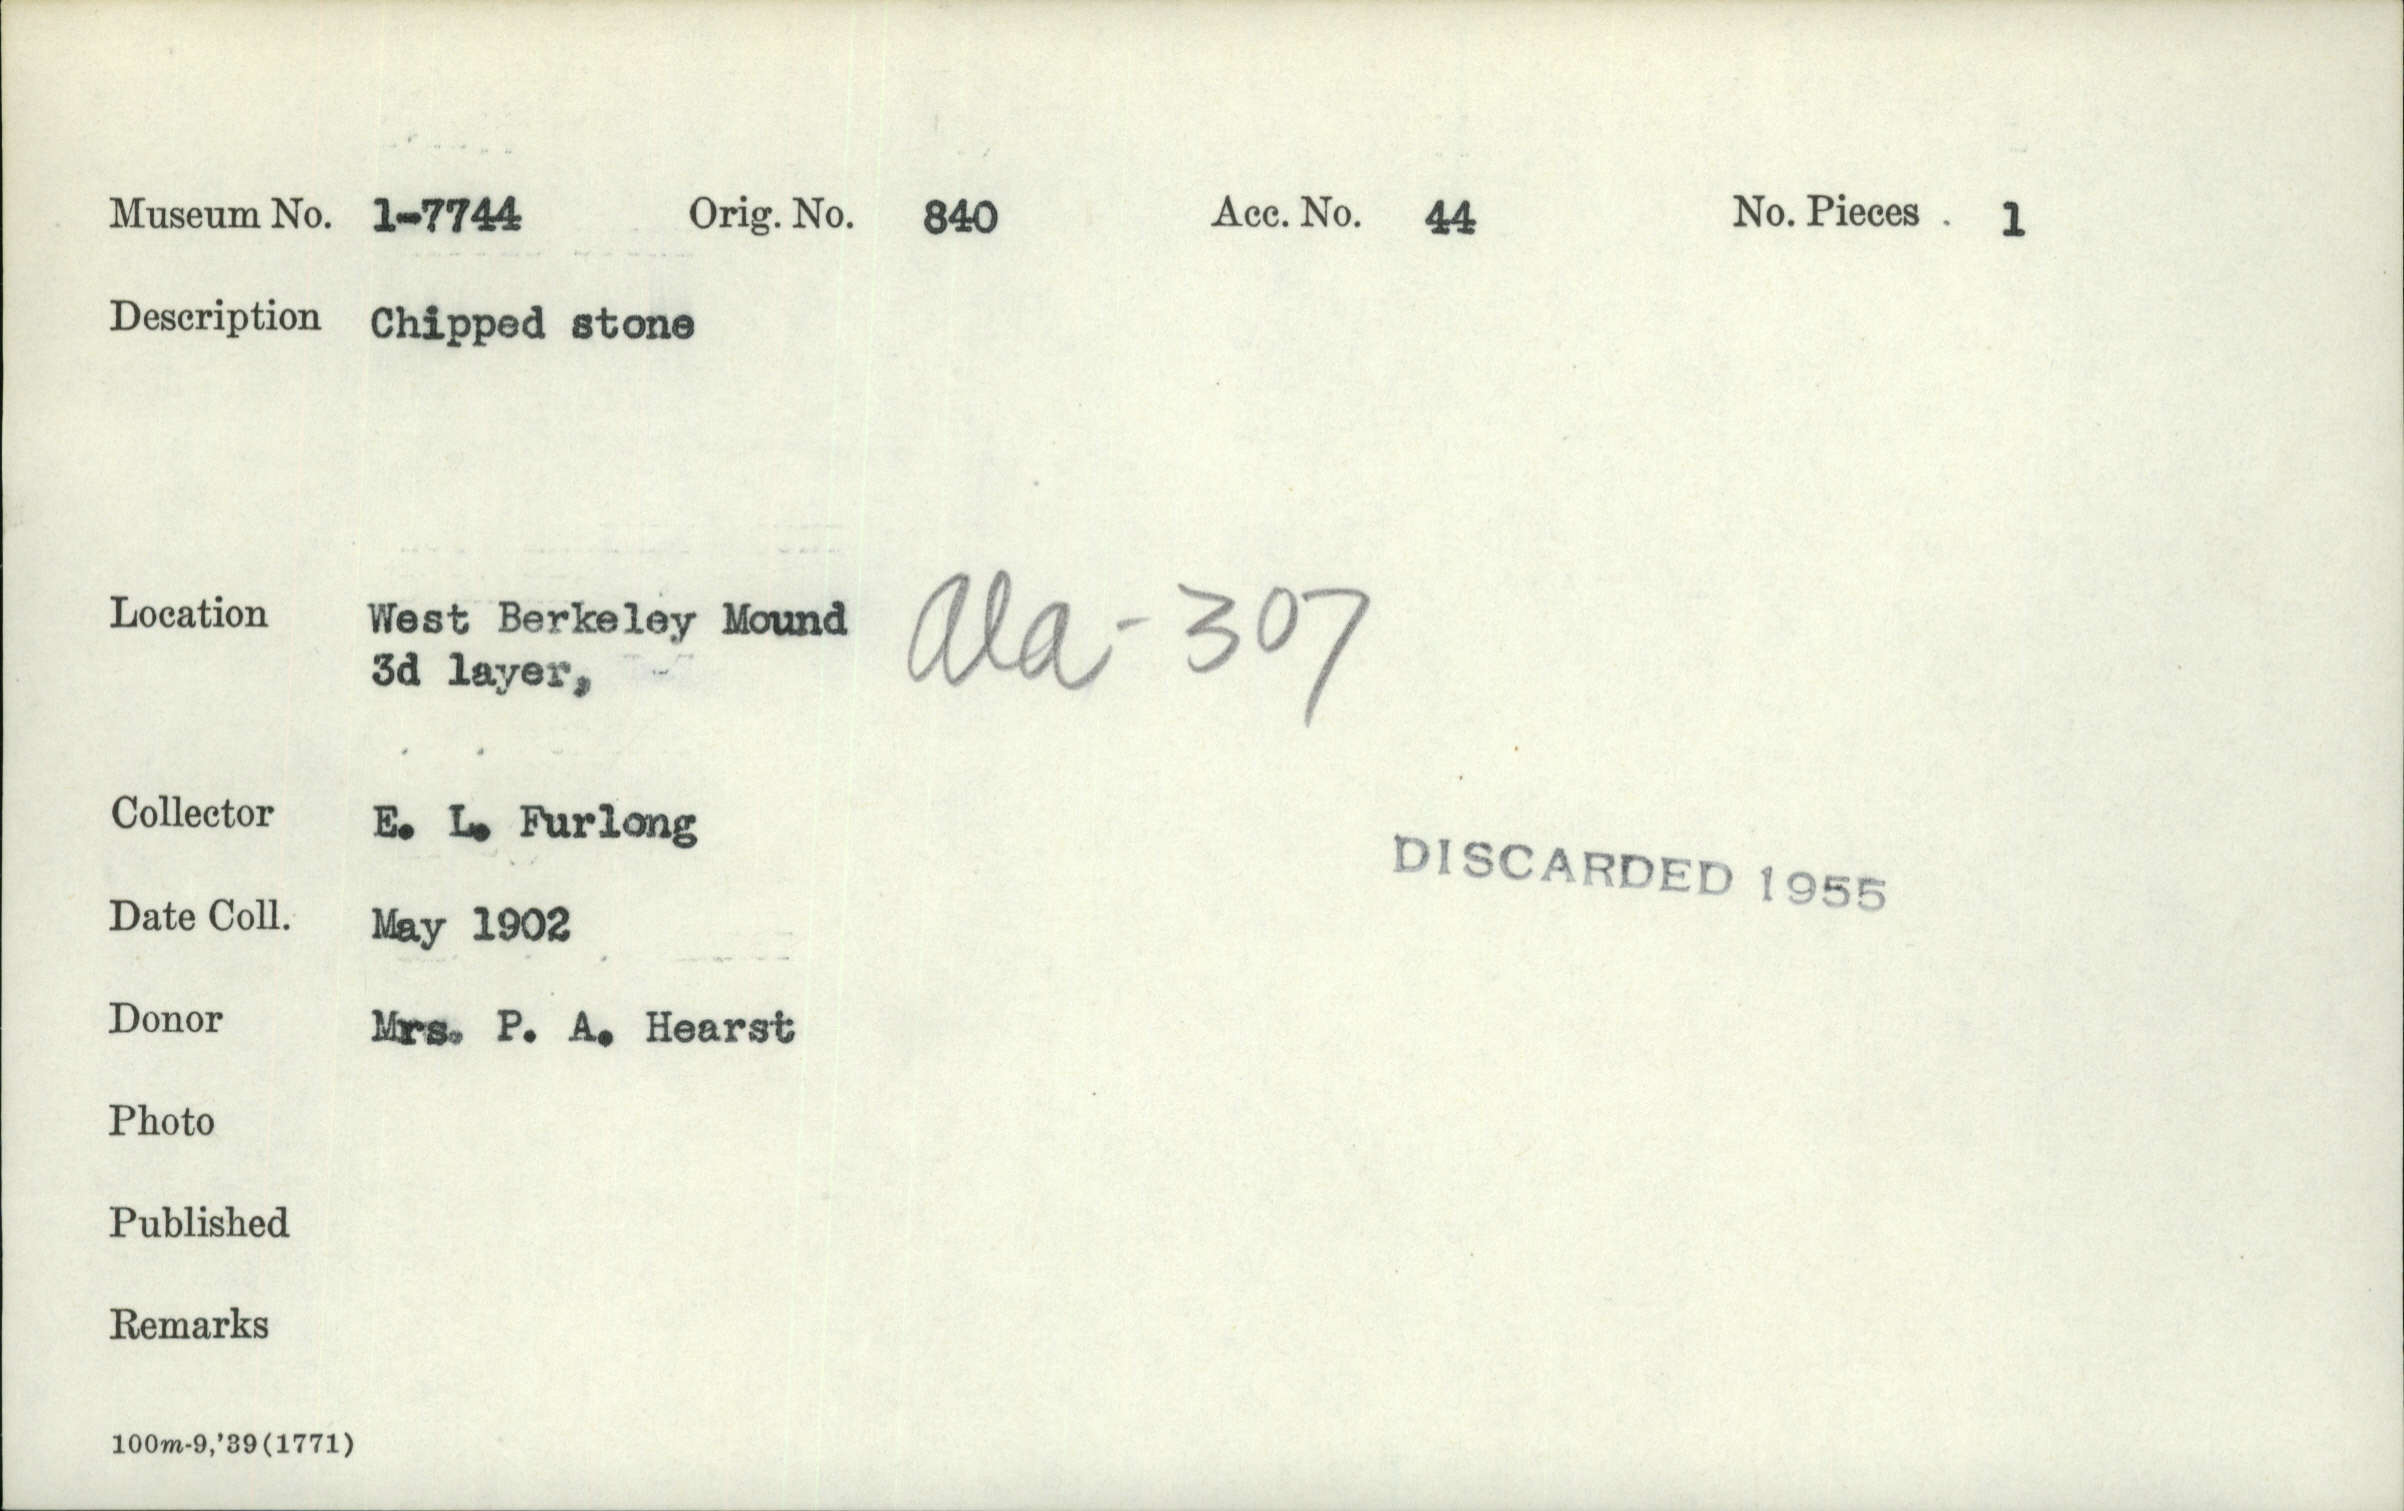 Museum No. 1-7744 Orig. No. 840 Acc. No. 44 No. Pieces 1
Description Chipped stone
Location West Berkeley Mound Ala-307
3d layer,
Collector E. L. Furlong
DISCARDED 1955
Date Coll. May 1902
Donor Mrs. P. A. Hearst
Photo
Published
Remarks
100m-9,'39(1771)